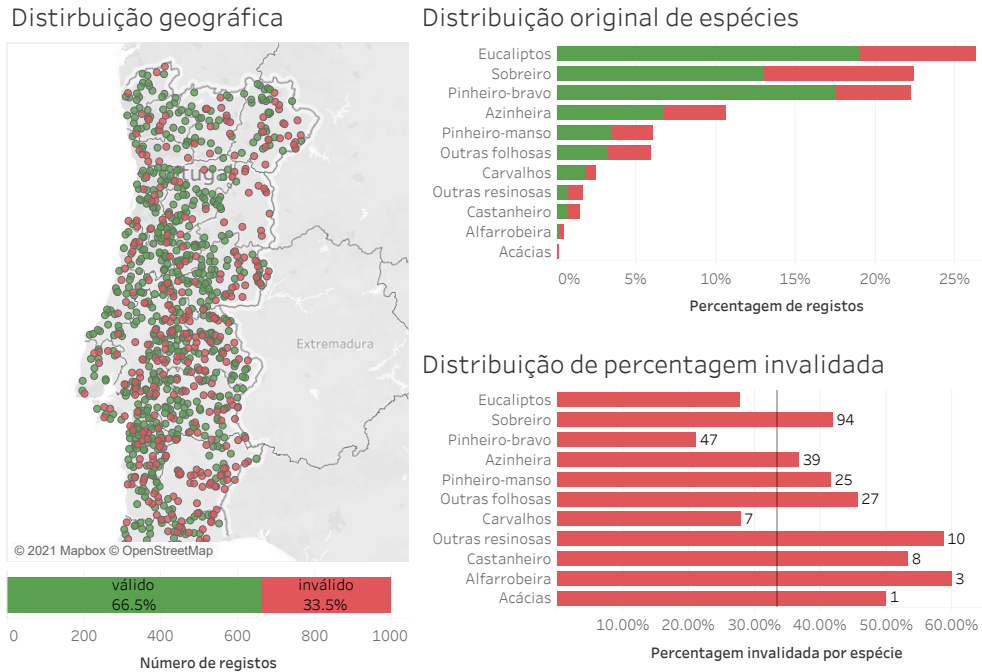 Distirbuição geográfica
tuga
Extremadura
© 2021 Mapbox © OpenStreetMap
válido
66.5%
inválido
33.5%
0 200 400 600 800 1000
Número de registos
Distribuição original de espécies
Eucaliptos
Sobreiro
Pinheiro-bravo
Azinheira
Pinheiro-manso
Outras folhosas
Carvalhos
Outras resinosas
Castanheiro
Alfarrobeira
Acácias
0% 5% 10% 15% 20% 25%
Percentagem de registos
Distribuição de percentagem invalidada
Eucaliptos
Sobreiro 94
Pinheiro-bravo 47
Azinheira 39
Pinheiro-manso 25
Outras folhosas 27
Carvalhos 7
Outras resinosas 10
Castanheiro 8
Alfarrobeira 3
Acácias 1
10.00% 20.00% 30.00% 40.00% 50.00% 60.00%
Percentagem invalidada por espécie